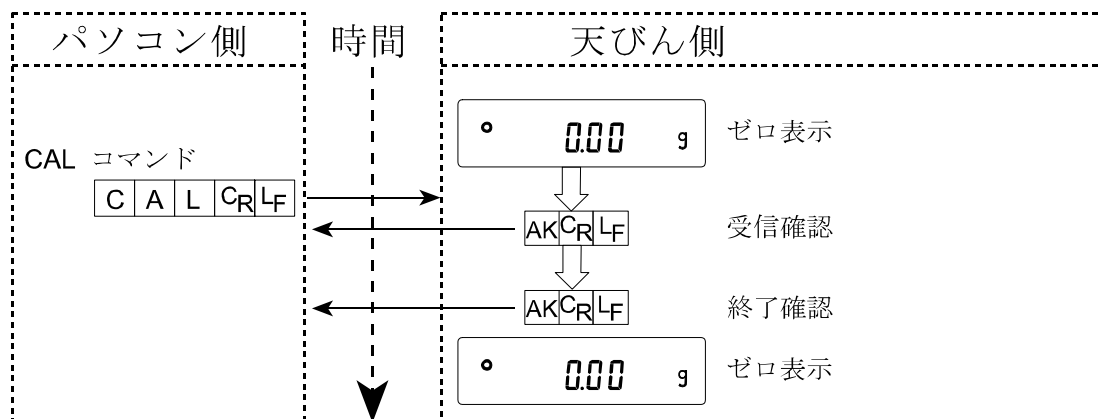 パソコン側 時間 天びん側
0.00 g ゼロ表示
CAL コマンド
C A L CR LF
AK CR LF 受信確認
AK CR LF 終了確認
0.00 g ゼロ表示